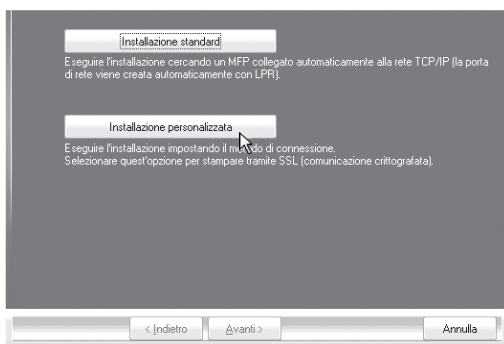 Installazione standard
Eseguire l'installazione cercando un MFP collegato automaticamente alla rete TCP/IP (la porta
di rete viene creata automaticamente con LPR).
Installazione personalizzata
Eseguire l'installazione impostando il metodo di connessione.
Selezionare quest'opzione per stampare tramite SSL (comunicazione crittografata).
< Indietro
Avanti >
Annulla